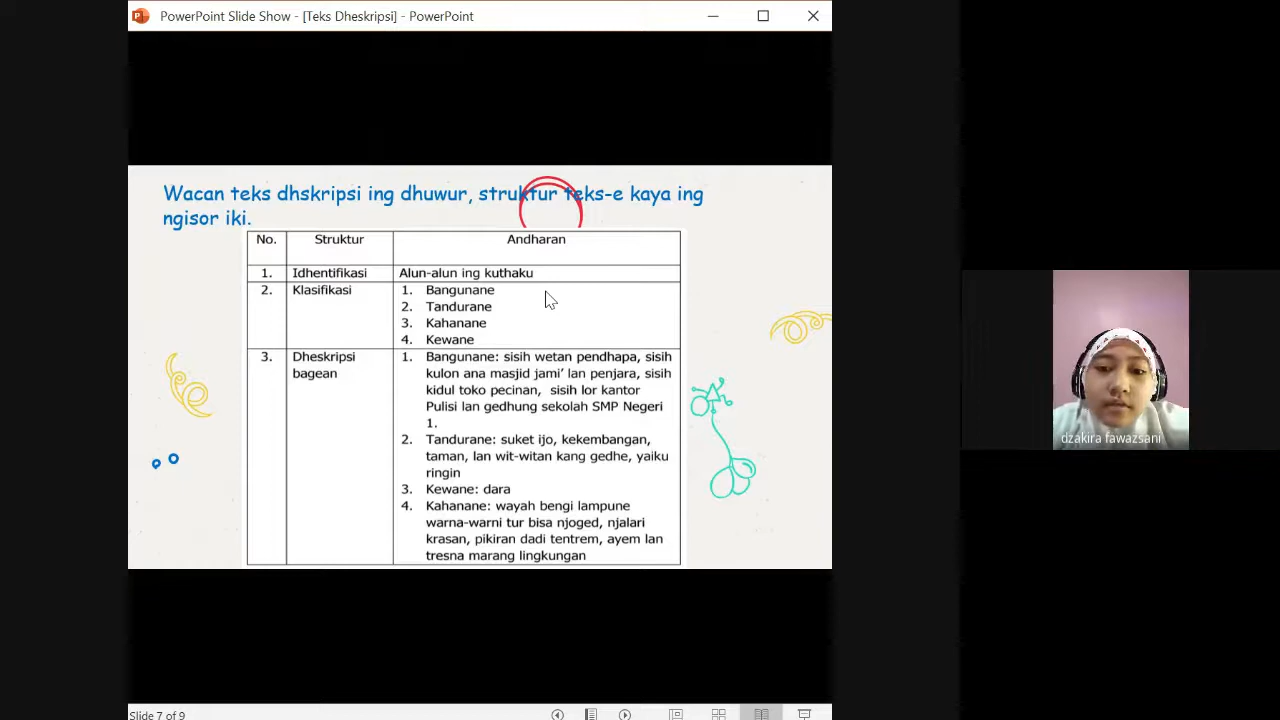 PowerPoint Slide Show - [Teks Dheskripsi] - PowerPoint
Wacan teks dhskripsi ing dhuwur, struktur teks-e kaya ing
ngisor iki.
No. Struktur Andharan
1. Idhentifikasi Alun-alun ing kuthaku
2. Klasifikasi 1. Bangunane
2. Tandurane
3. Kahanane
4. Kewane
3. Dheskripsi 1. Bangunane: sisih wetan pendhapa, sisih
bagean kulon ana masjid jami' lan penjara, sisih
kidul toko pecinan, sisih lor kantor
Pulisi lan gedhung sekolah SMP Negeri
1.
2. Tandurane: suket ijo, kekembangan,
taman, lan wit-witan kang gedhe, yaiku
ringin
3. Kewane: dara
4. Kahanane: wayah bengi lampune
warna-warni tur bisa njoged, njalari
krasan, pikiran dadi tentrem, ayem lan
tresna marang lingkungan
dzakira fawazsani
Slide 7 of 9